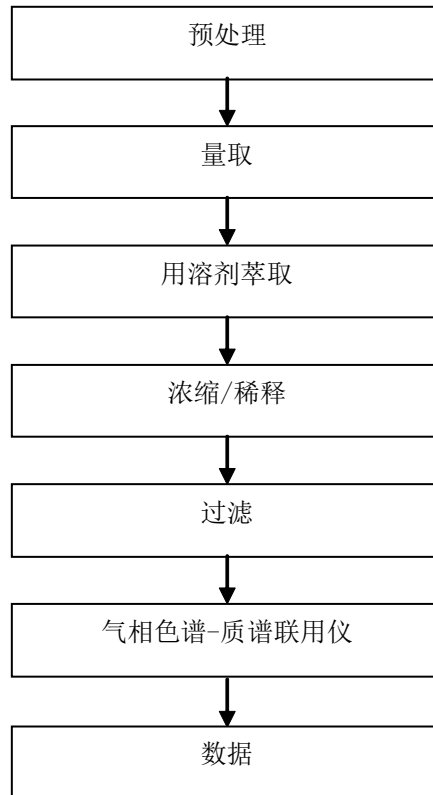 预处理
量取
用溶剂萃取
浓缩/稀释
过滤
气相色谱-质谱联用仪
数据